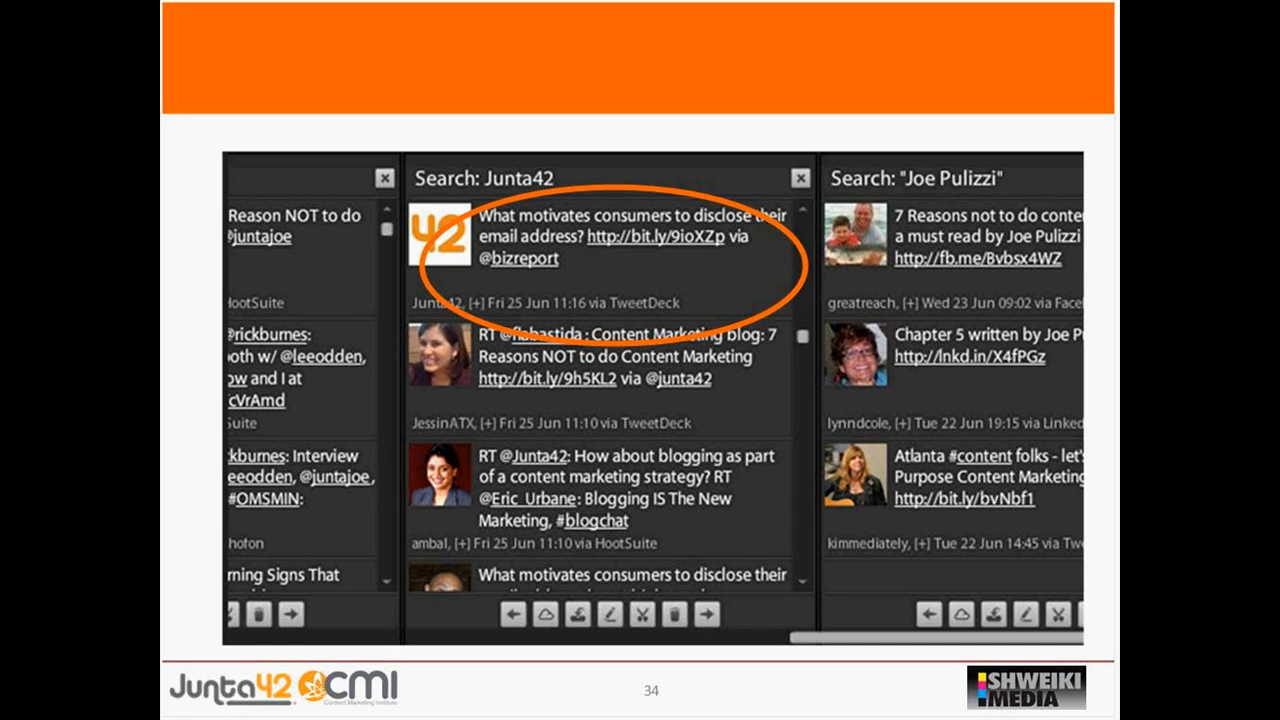 Reason NOT to do
@juntajoe
HootSuite
@rickburnes:
ooth w/ @leeodden,
ow and I at
cVrAmd
Suite
kburnes: Interview
eeodden, @juntajoe,
#OMSMIN:
hofon
rning Signs That
Search: Junta42
42
What motivates consumers to disclose their
email address? http://bit.ly/9ioXZp via
@bizreport
Junta42, [+] Fri 25 Jun 11:16 via TweetDeck
RT @flabastida : Content Marketing blog: 7
Reasons NOT to do Content Marketing
http://bit.ly/9h5KL2 via @junta42
JessinATX, [+] Fri 25 Jun 11:10 via TweetDeck
RT @Junta42: How about blogging as part
of a content marketing strategy? RT
@Eric_Urbane: Blogging IS The New
Marketing, #blogchat
ambal, [+] Fri 25 Jun 11:10 via HootSuite
What motivates consumers to disclose their
Search: "Joe Pulizzi"
7 Reasons not to do conte
a must read by Joe Pulizzi
http://fb.me/Bvbsx4WZ
greatreach, [+] Wed 23 Jun 09:02 via Face
Chapter 5 written by Joe P
http://lnkd.in/X4fPGz
lynndcole, [+] Tue 22 Jun 19:15 via Linked
Atlanta #content folks - let's
Purpose Content Marketing
http://bit.ly/bvNbf1
kimmediately, [+] Tue 22 Jun 14:45 via Twe
Junta42
CMI
Content Marketing Institute
34
SHWEIKI
MEDIA